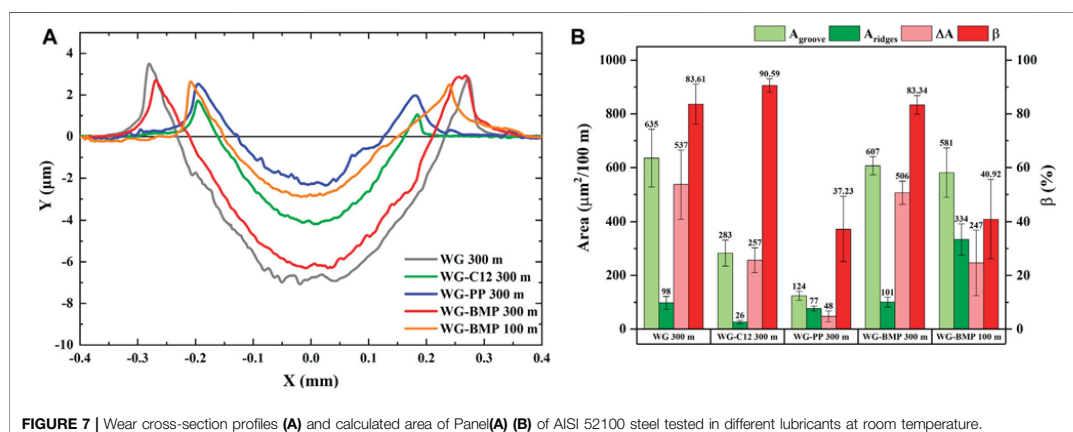 A
Y (μm)
4
2
0
-2
-4
-6
-8
-10
WG 300 m
WG-C12 300 m
WG-PP 300 m
WG-BMP 300 m
WG-BMP 100 m
-0.4 -0.3 -0.2 -0.1 0.0 0.1 0.2 0.3 0.4
X (mm)
B
A_groove A_ridges ΔA β
Area (μm²/100 m)
1000
800
600
400
200
0
635 98 537 83.61
283 26 257 90.59
124 77 48 37.23
607 101 506 83.34
581 334 247 40.92
100
80
60
40
20
0
β (%)
WG 300 m WG-C12 300 m WG-PP 300 m WG-BMP 300 m WG-BMP 100 m
FIGURE 7 | Wear cross-section profiles (A) and calculated area of Panel(A) (B) of AISI 52100 steel tested in different lubricants at room temperature.